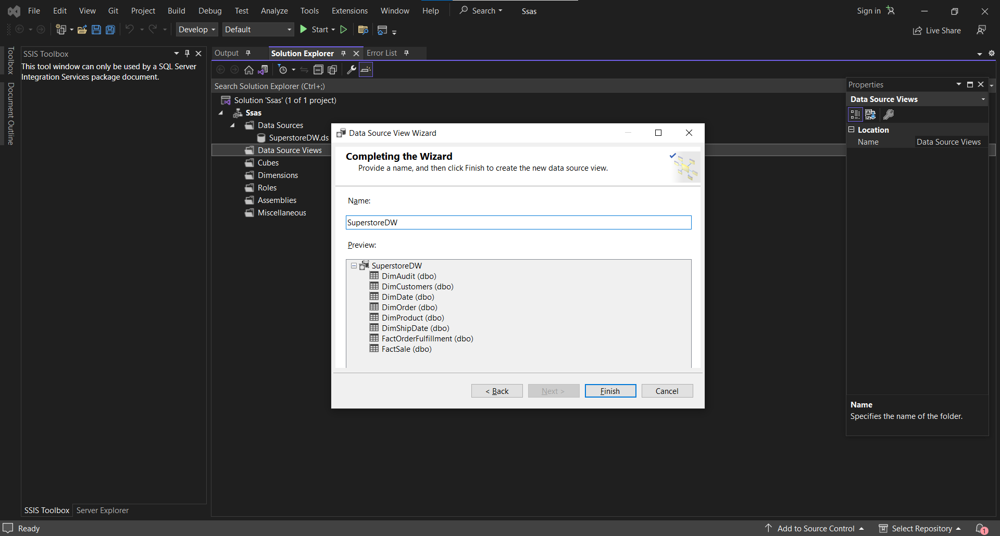 File Edit View Git Project Build Debug Test Analyze Tools Extensions Window Help Search Ssas Sign in
Develop Default Start Live Share
Toolbox
Document Outline
SSIS Toolbox
This tool window can only be used by a SQL Server
Integration Services package document.
SSIS Toolbox Server Explorer
Output Solution Explorer Error List
Search Solution Explorer (Ctrl+;)
Solution 'Ssas' (1 of 1 project)
Ssas
Data Sources
SuperstoreDW.ds
Data Source Views
Cubes
Dimensions
Roles
Assemblies
Miscellaneous
Data Source View Wizard
Completing the Wizard
Provide a name, and then click Finish to create the new data source view.
Name:
SuperstoreDW
Preview:
SuperstoreDW
DimAudit (dbo)
DimCustomers (dbo)
DimDate (dbo)
DimOrder (dbo)
DimProduct (dbo)
DimShipDate (dbo)
FactOrderFulfillment (dbo)
FactSale (dbo)
< Back Next > Finish Cancel
Properties
Data Source Views
Location
Name Data Source Views
Name
Specifies the name of the folder.
Ready Add to Source Control Select Repository 1